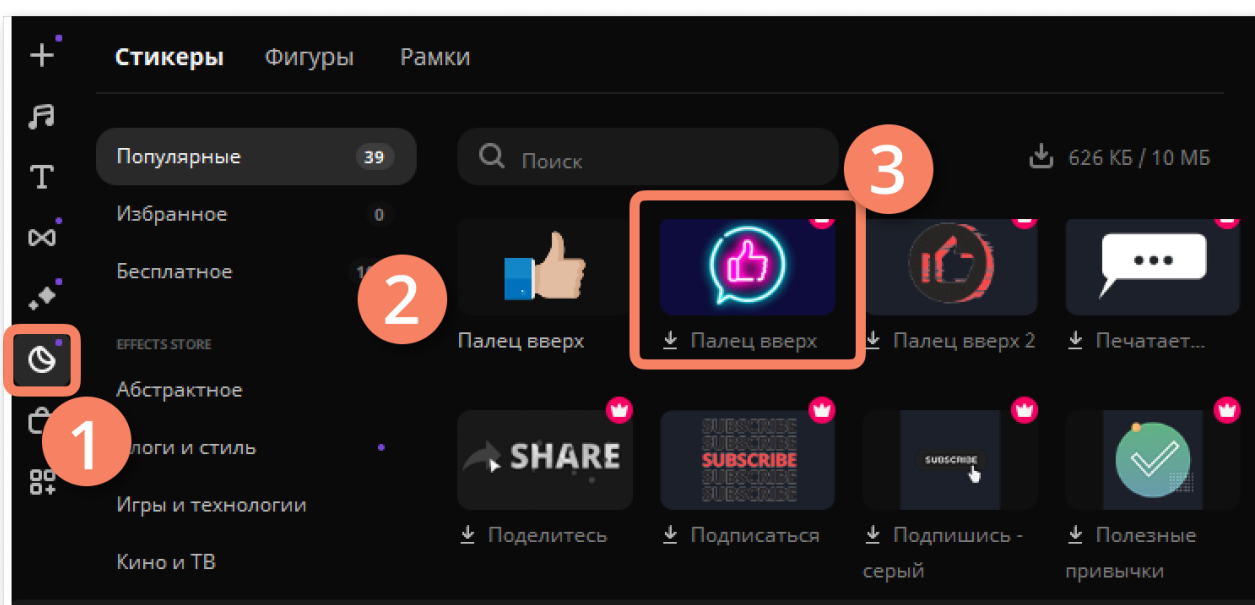 Стикеры Фигуры Рамки
Популярные 39
Поиск
626 КБ / 10 МБ
Избранное 0
Бесплатное
EFFECTS STORE
Абстрактное
Игры и технологии
Кино и ТВ
1
2
3
Палец вверх
Палец вверх
Палец вверх 2
Печатает...
SHARE
SUBSCRIBE
SUBSCRIBE
SUBSCRIBE
SUBSCRIBE
SUBSCRIBE
SUBSCRIBE
Поделитесь
Подписаться
Подпишись -
серый
Полезные
привычки
и стиль
T